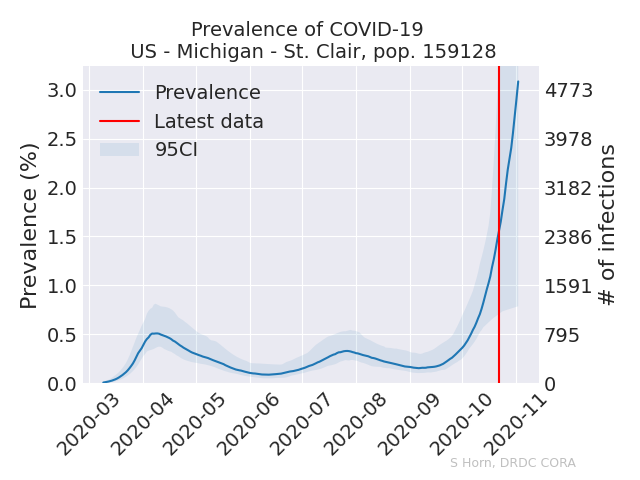 Prevalence of COVID-19
US - Michigan - St. Clair, pop. 159128
Prevalence
Latest data
95CI
Prevalence (%)
3.0
2.5
2.0
1.5
1.0
0.5
0.0
4773
3978
3182
2386
1591
795
0
# of infections
2020-03
2020-04
2020-05
2020-06
2020-07
2020-08
2020-09
2020-10
2020-11
S Horn, DRDC CORA